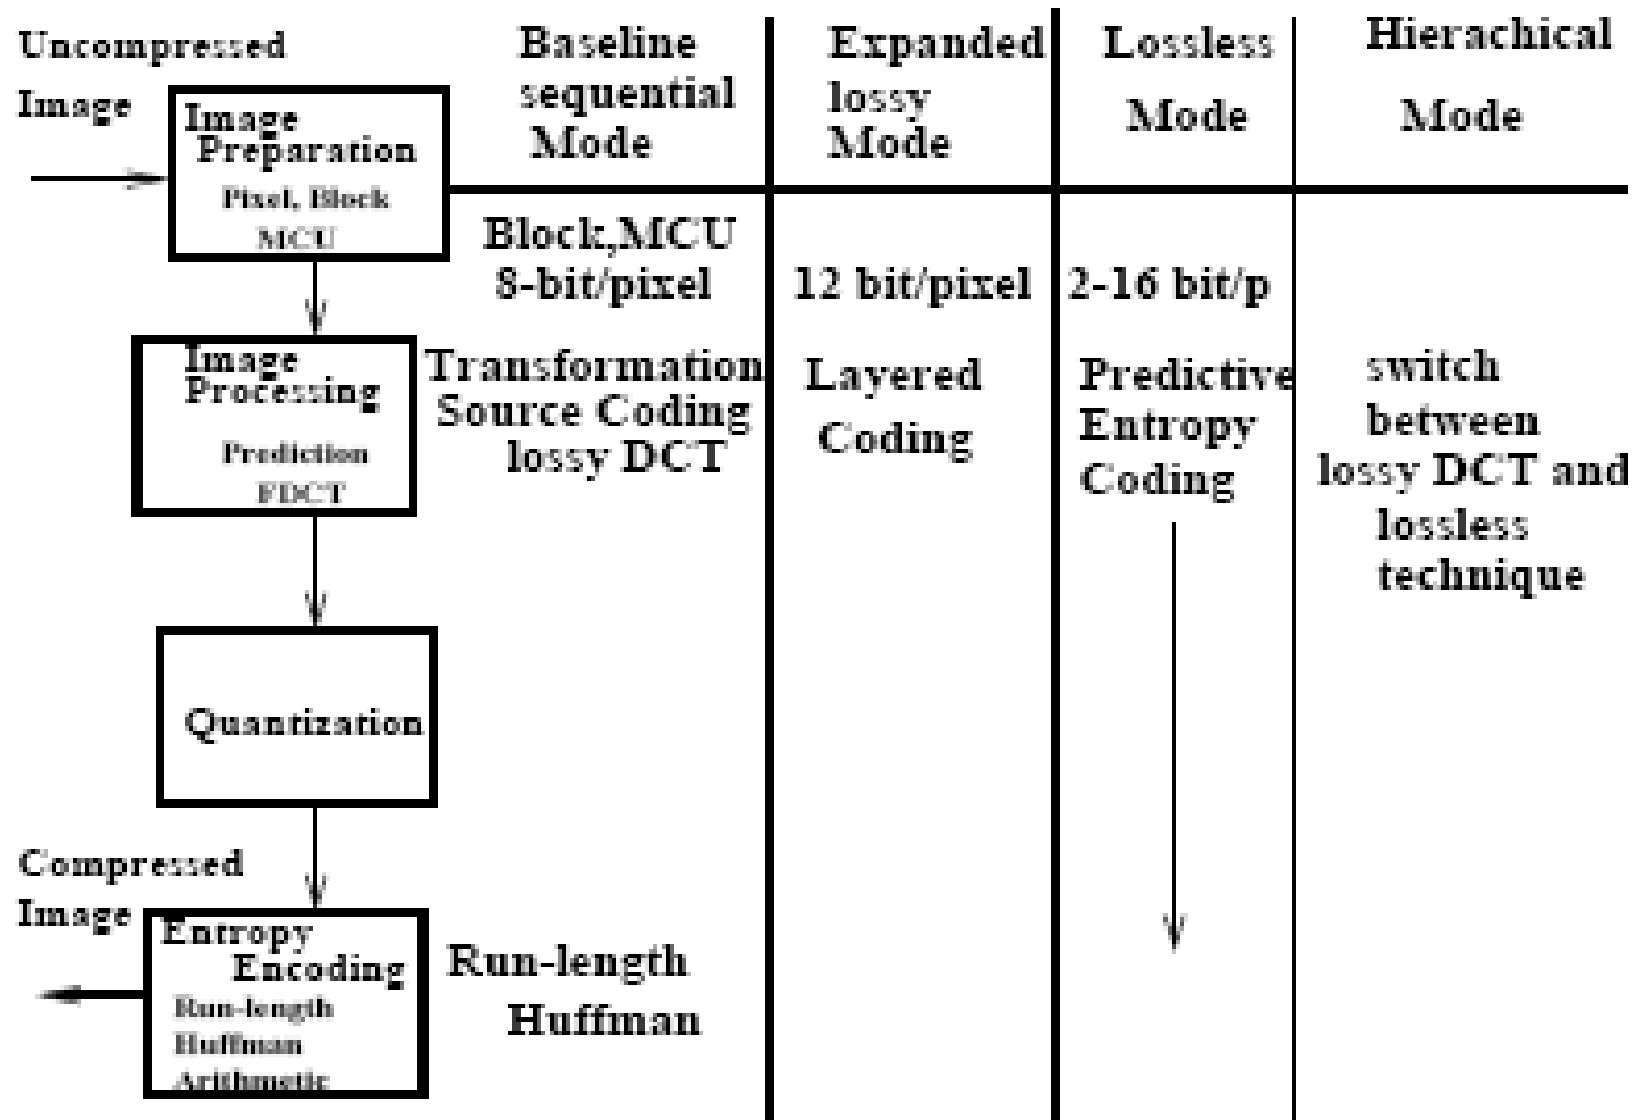 Uncompressed
Image
Image
Preparation
Pixel, Block
MCU
Image
Processing
Prediction
FDCT
Quantization
Compressed
Image
Entropy
Encoding
Run-length
Huffman
Arithmetic
Baseline
sequential
Mode
Block,MCU
8-bit/pixel
Transformation
Source Coding
lossy DCT
Run-length
Huffman
Expanded
lossy
Mode
12 bit/pixel
Layered
Coding
Lossless
Mode
2-16 bit/p
Predictive
Entropy
Coding
Hierachical
Mode
switch
between
lossy DCT and
lossless
technique